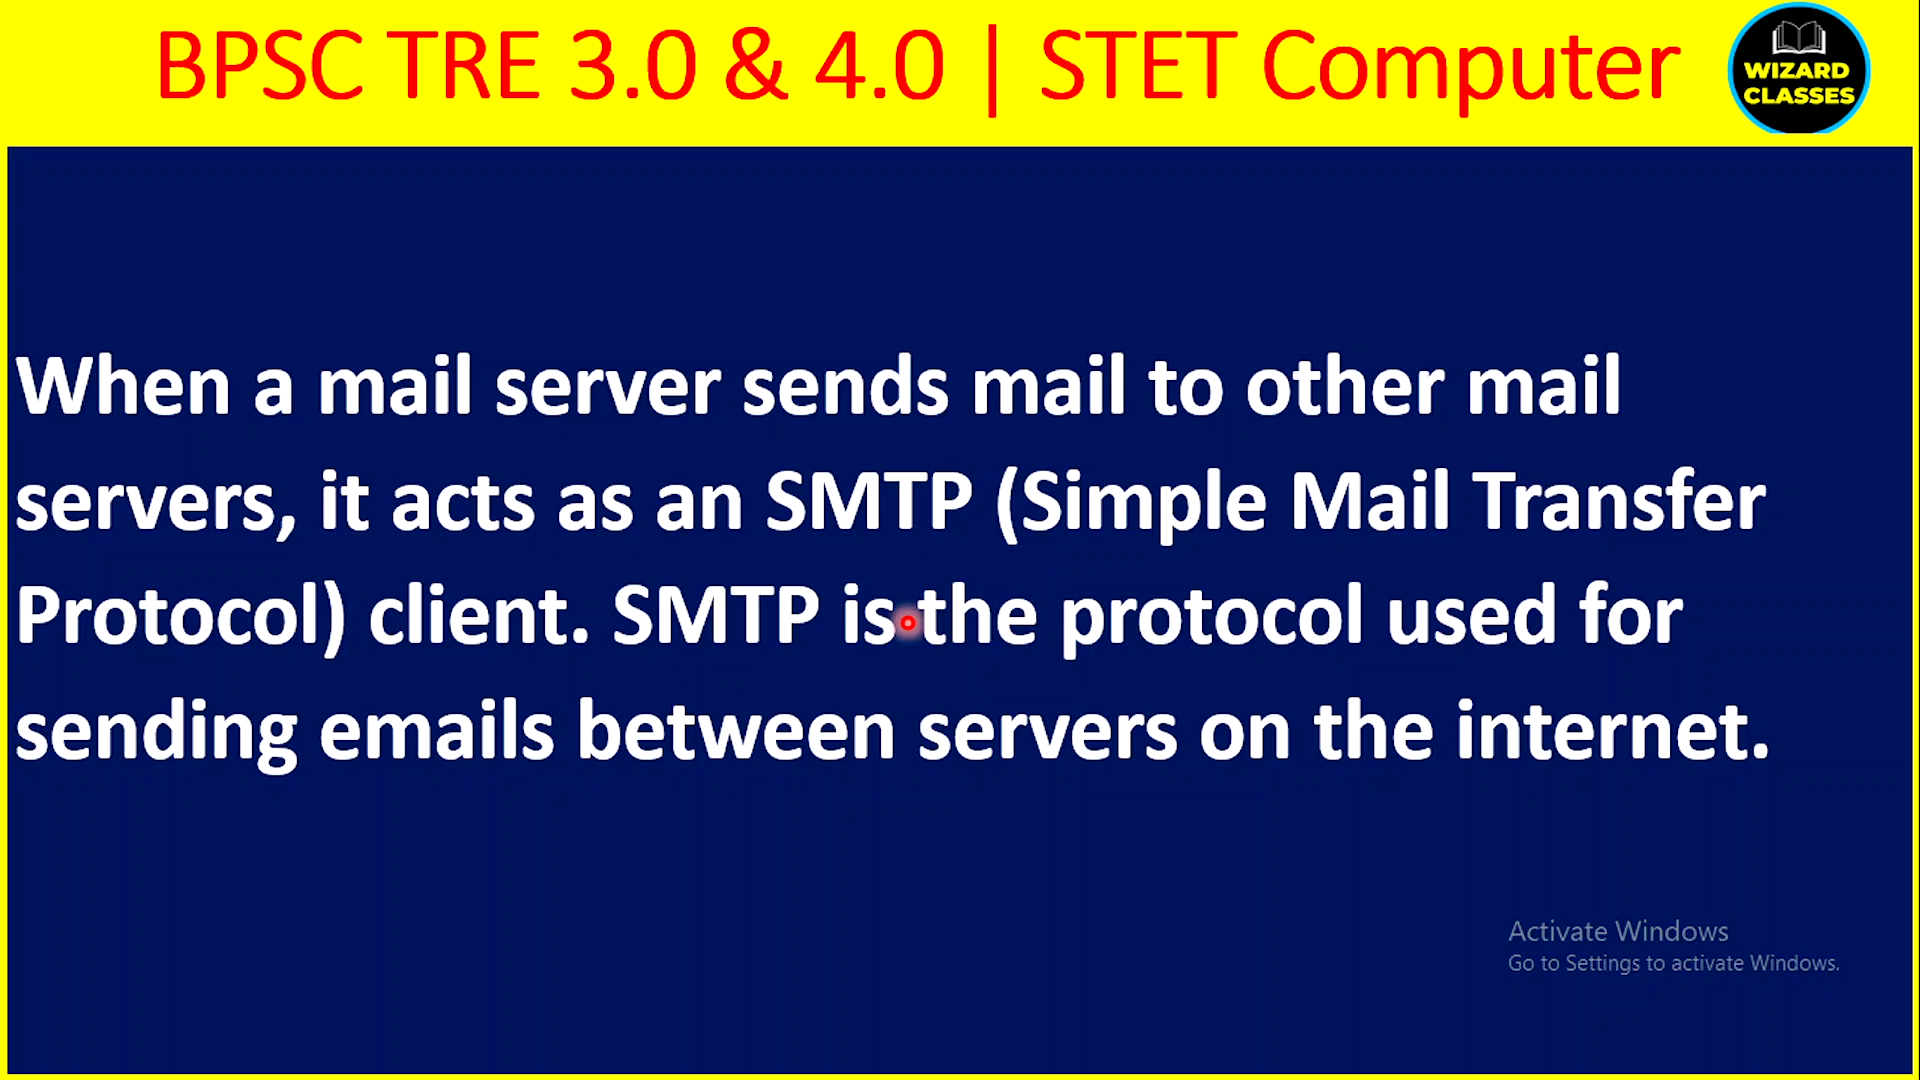 BPSC TRE 3.0 & 4.0 | STET Computer
WIZARD
CLASSES
When a mail server sends mail to other mail
servers, it acts as an SMTP (Simple Mail Transfer
Protocol) client. SMTP is the protocol used for
sending emails between servers on the internet.
Activate Windows
Go to Settings to activate Windows.